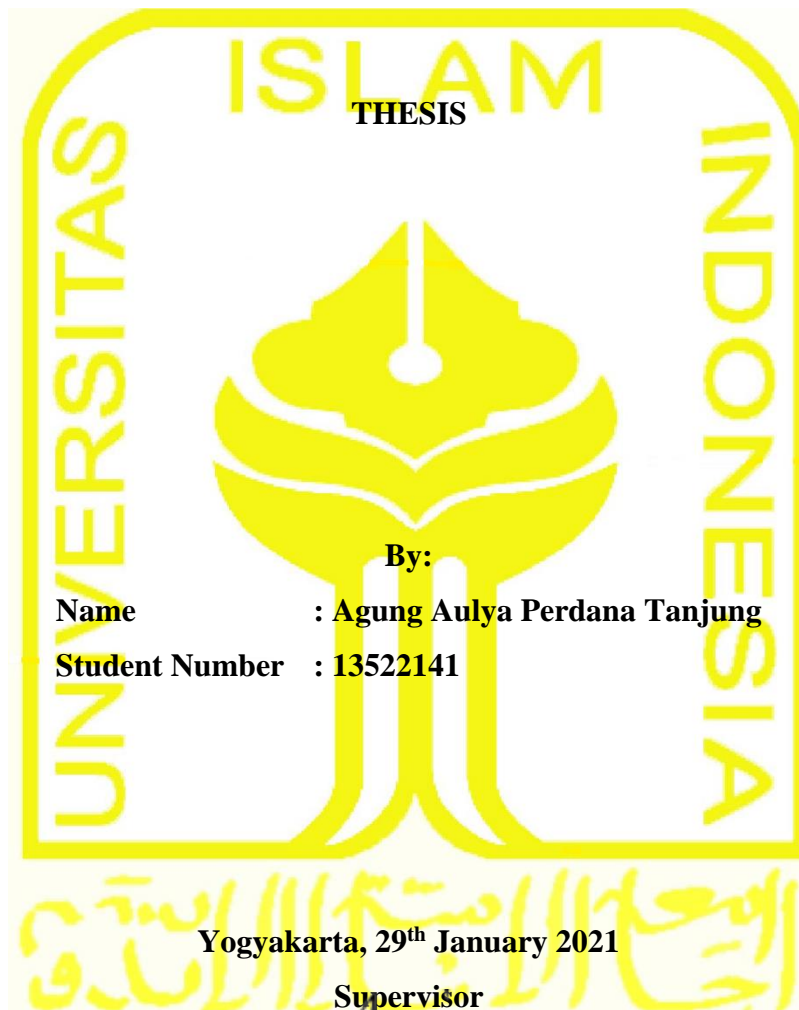 ISLAM
UNIVERSITAS
INDONESIA
THESIS
By:
Name : Agung Aulya Perdana Tanjung
Student Number : 13522141
Yogyakarta, 29th January 2021
Supervisor